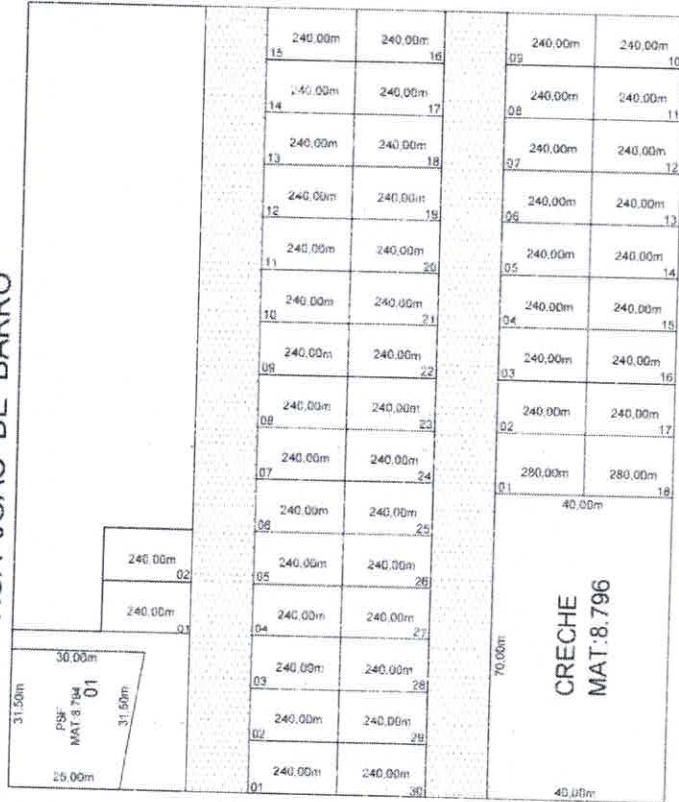 RUA JOÃO DE BARRO
31.50m
30,00m
PSF
MAT:8.794
01
31.50m
25,00m
240,00m
02
240,00m
01
240,00m 240,00m
15 16
240,00m 240,00m
14 17
240,00m 240,00m
13 18
240,00m 240,00m
12 19
240,00m 240,00m
11 20
240,00m 240,00m
10 21
240,00m 240,00m
09 22
240,00m 240,00m
08 23
240,00m 240,00m
07 24
240,00m 240,00m
06 25
240,00m 240,00m
05 26
240,00m 240,00m
04 27
240,00m 240,00m
03 28
240,00m 240,00m
02 29
240,00m 240,00m
01 30
240,00m 240,00m
09 10
240,00m 240,00m
08 11
240,00m 240,00m
07 12
240,00m 240,00m
06 13
240,00m 240,00m
05 14
240,00m 240,00m
04 15
240,00m 240,00m
03 16
240,00m 240,00m
02 17
280,00m 280,00m
01 18
40,00m
70,00m
CRECHE
MAT:8.796
40,00m